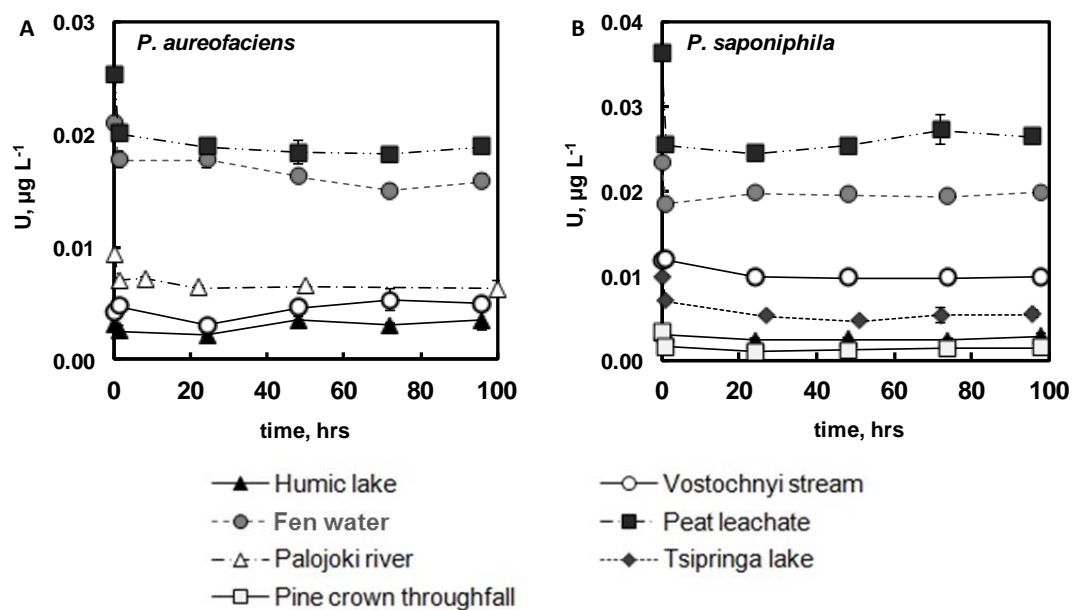 A
P. aureofaciens
U, µg L-1
0.03
0.02
0.01
0.00
0 20 40 60 80 100
time, hrs
B
P. saponiphila
U, µg L-1
0.04
0.03
0.02
0.01
0.00
0 20 40 60 80 100
time, hrs
Humic lake
Fen water
Palojoki river
Pine crown throughfall
Vostochnyi stream
Peat leachate
Tsipringa lake